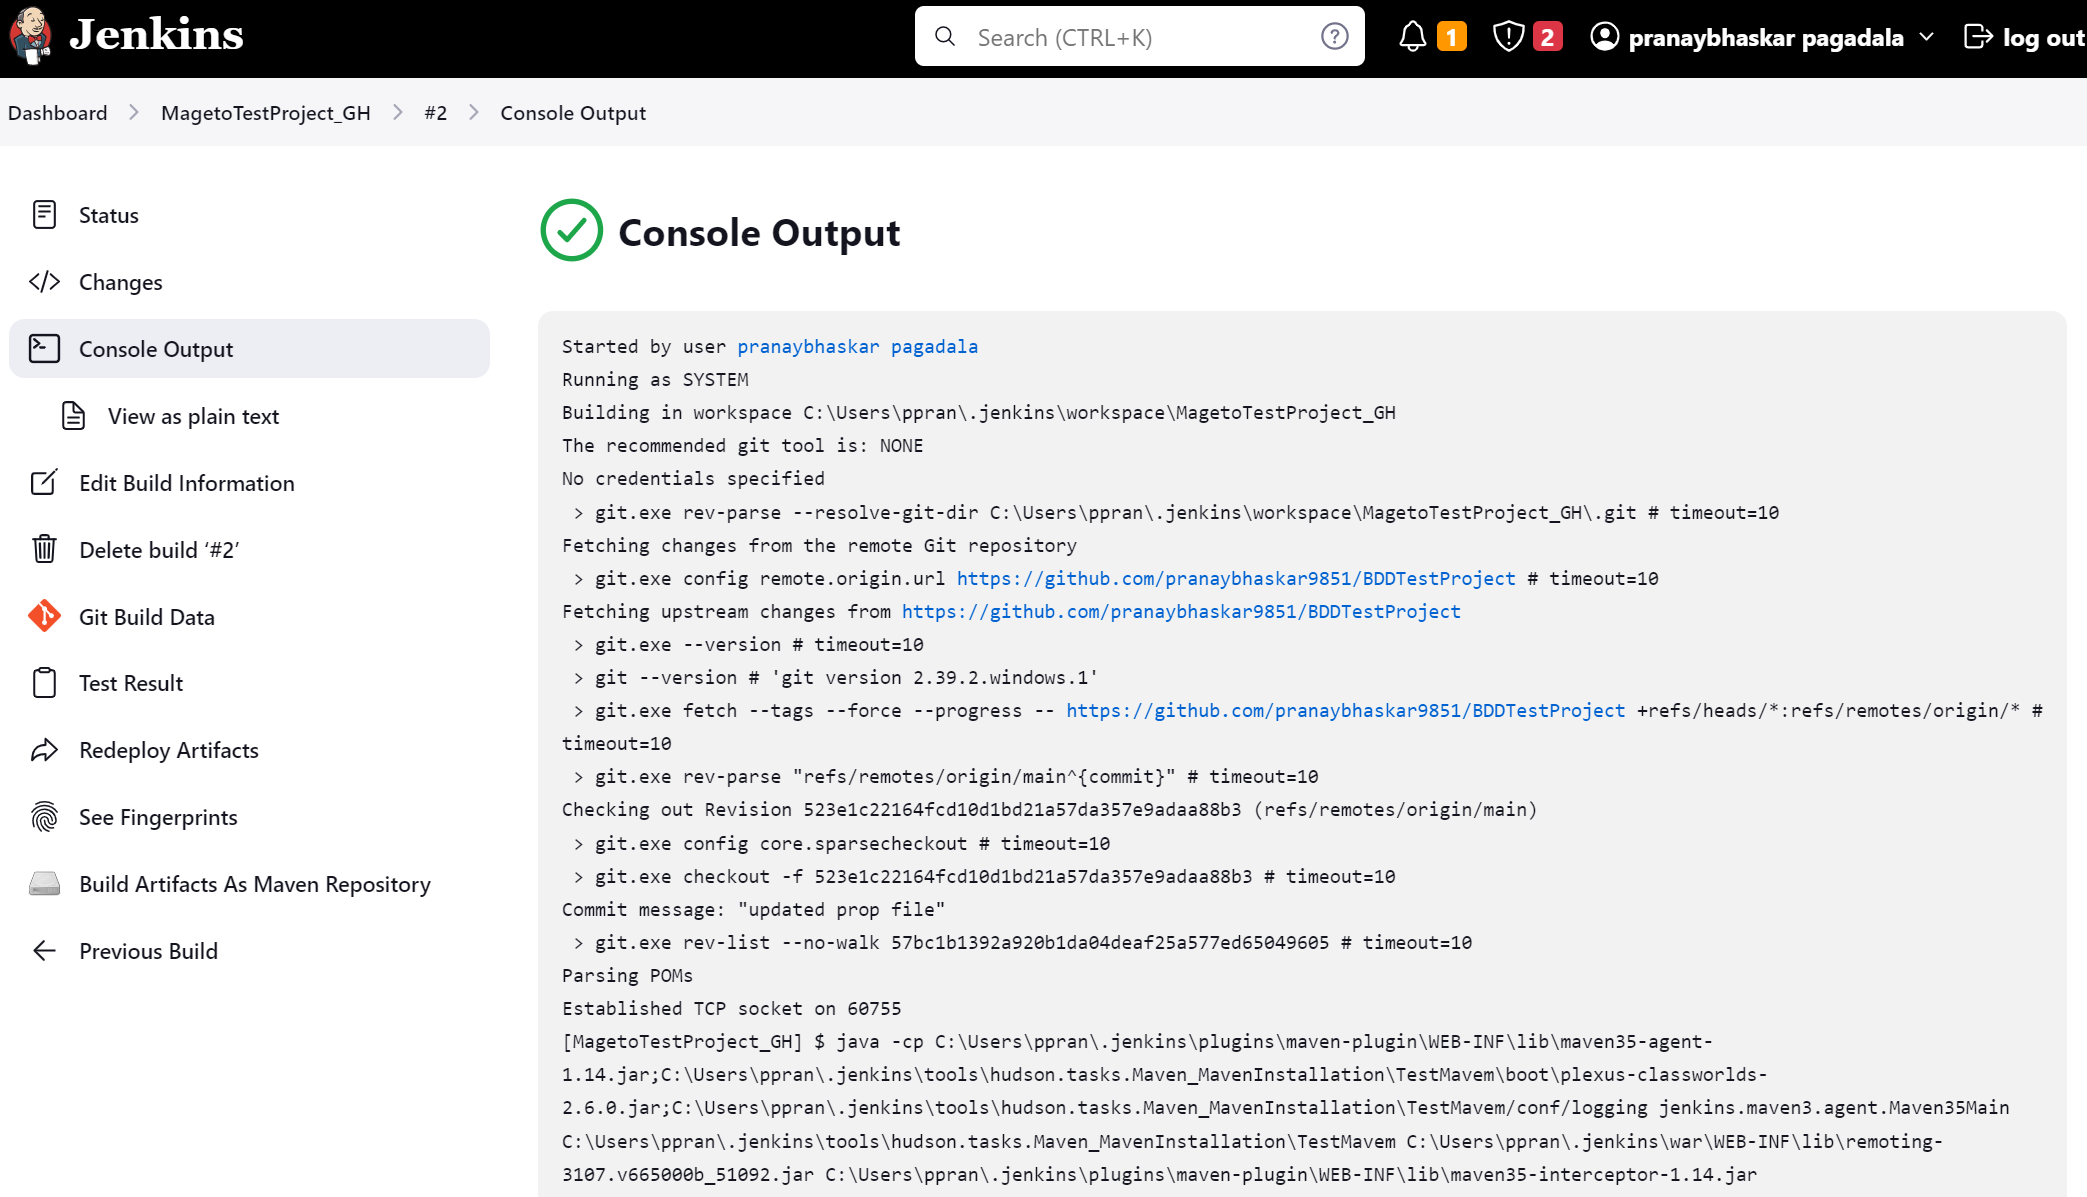 Jenkins
Search (CTRL+K)
1
2
pranaybhaskar pagadala
log out
Dashboard
MagetoTestProject_GH
#2
Console Output
Status
Changes
Console Output
View as plain text
Edit Build Information
Delete build ‘#2’
Git Build Data
Test Result
Redeploy Artifacts
See Fingerprints
Build Artifacts As Maven Repository
Previous Build
Console Output
Started by user pranaybhaskar pagadala
Running as SYSTEM
Building in workspace C:\Users\ppran\.jenkins\workspace\MagetoTestProject_GH
The recommended git tool is: NONE
No credentials specified
 > git.exe rev-parse --resolve-git-dir C:\Users\ppran\.jenkins\workspace\MagetoTestProject_GH\.git # timeout=10
Fetching changes from the remote Git repository
 > git.exe config remote.origin.url https://github.com/pranaybhaskar9851/BDDTestProject # timeout=10
Fetching upstream changes from https://github.com/pranaybhaskar9851/BDDTestProject
 > git.exe --version # timeout=10
 > git --version # 'git version 2.39.2.windows.1'
 > git.exe fetch --tags --force --progress -- https://github.com/pranaybhaskar9851/BDDTestProject +refs/heads/*:refs/remotes/origin/* #
timeout=10
 > git.exe rev-parse "refs/remotes/origin/main^{commit}" # timeout=10
Checking out Revision 523e1c22164fcd10d1bd21a57da357e9adaa88b3 (refs/remotes/origin/main)
 > git.exe config core.sparsecheckout # timeout=10
 > git.exe checkout -f 523e1c22164fcd10d1bd21a57da357e9adaa88b3 # timeout=10
Commit message: "updated prop file"
 > git.exe rev-list --no-walk 57bc1b1392a920b1da04deaf25a577ed65049605 # timeout=10
Parsing POMs
Established TCP socket on 60755
[MagetoTestProject_GH] $ java -cp C:\Users\ppran\.jenkins\plugins\maven-plugin\WEB-INF\lib\maven35-agent-
1.14.jar;C:\Users\ppran\.jenkins\tools\hudson.tasks.Maven_MavenInstallation\TestMavem\boot\plexus-classworlds-
2.6.0.jar;C:\Users\ppran\.jenkins\tools\hudson.tasks.Maven_MavenInstallation\TestMavem/conf/logging jenkins.maven3.agent.Maven35Main
C:\Users\ppran\.jenkins\tools\hudson.tasks.Maven_MavenInstallation\TestMavem C:\Users\ppran\.jenkins\war\WEB-INF\lib\remoting-
3107.v665000b_51092.jar C:\Users\ppran\.jenkins\plugins\maven-plugin\WEB-INF\lib\maven35-interceptor-1.14.jar